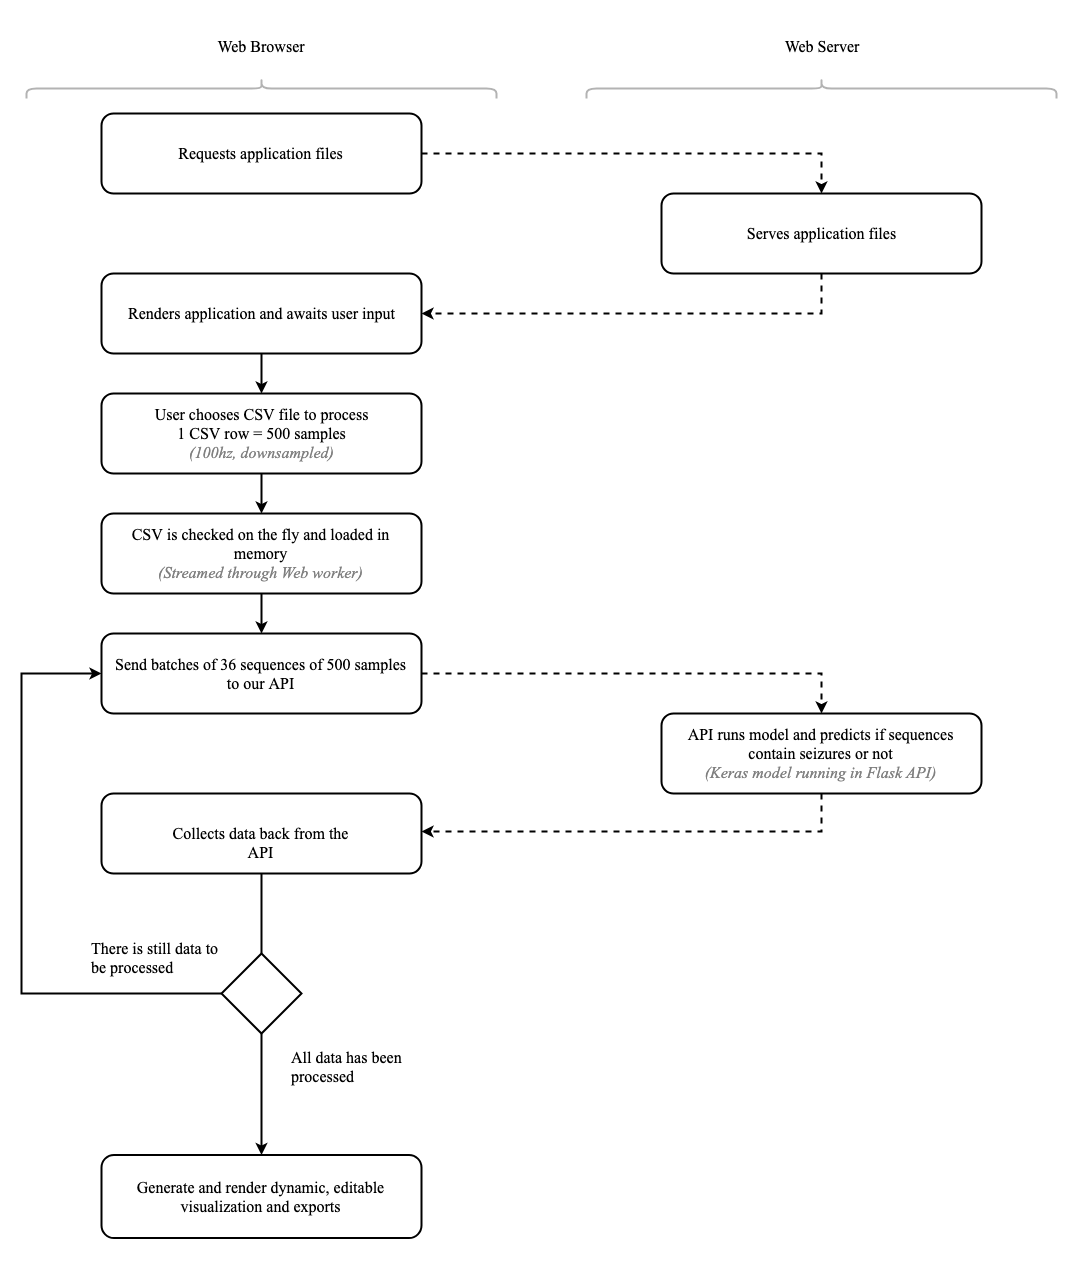 Web Browser
Web Server
Requests application files
Serves application files
Renders application and awaits user input
User chooses CSV file to process
1 CSV row = 500 samples
(100hz, downsampled)
CSV is checked on the fly and loaded in
memory
(Streamed through Web worker)
Send batches of 36 sequences of 500 samples
to our API
API runs model and predicts if sequences
contain seizures or not
(Keras model running in Flask API)
Collects data back from the
API
There is still data to
be processed
All data has been
processed
Generate and render dynamic, editable
visualization and exports